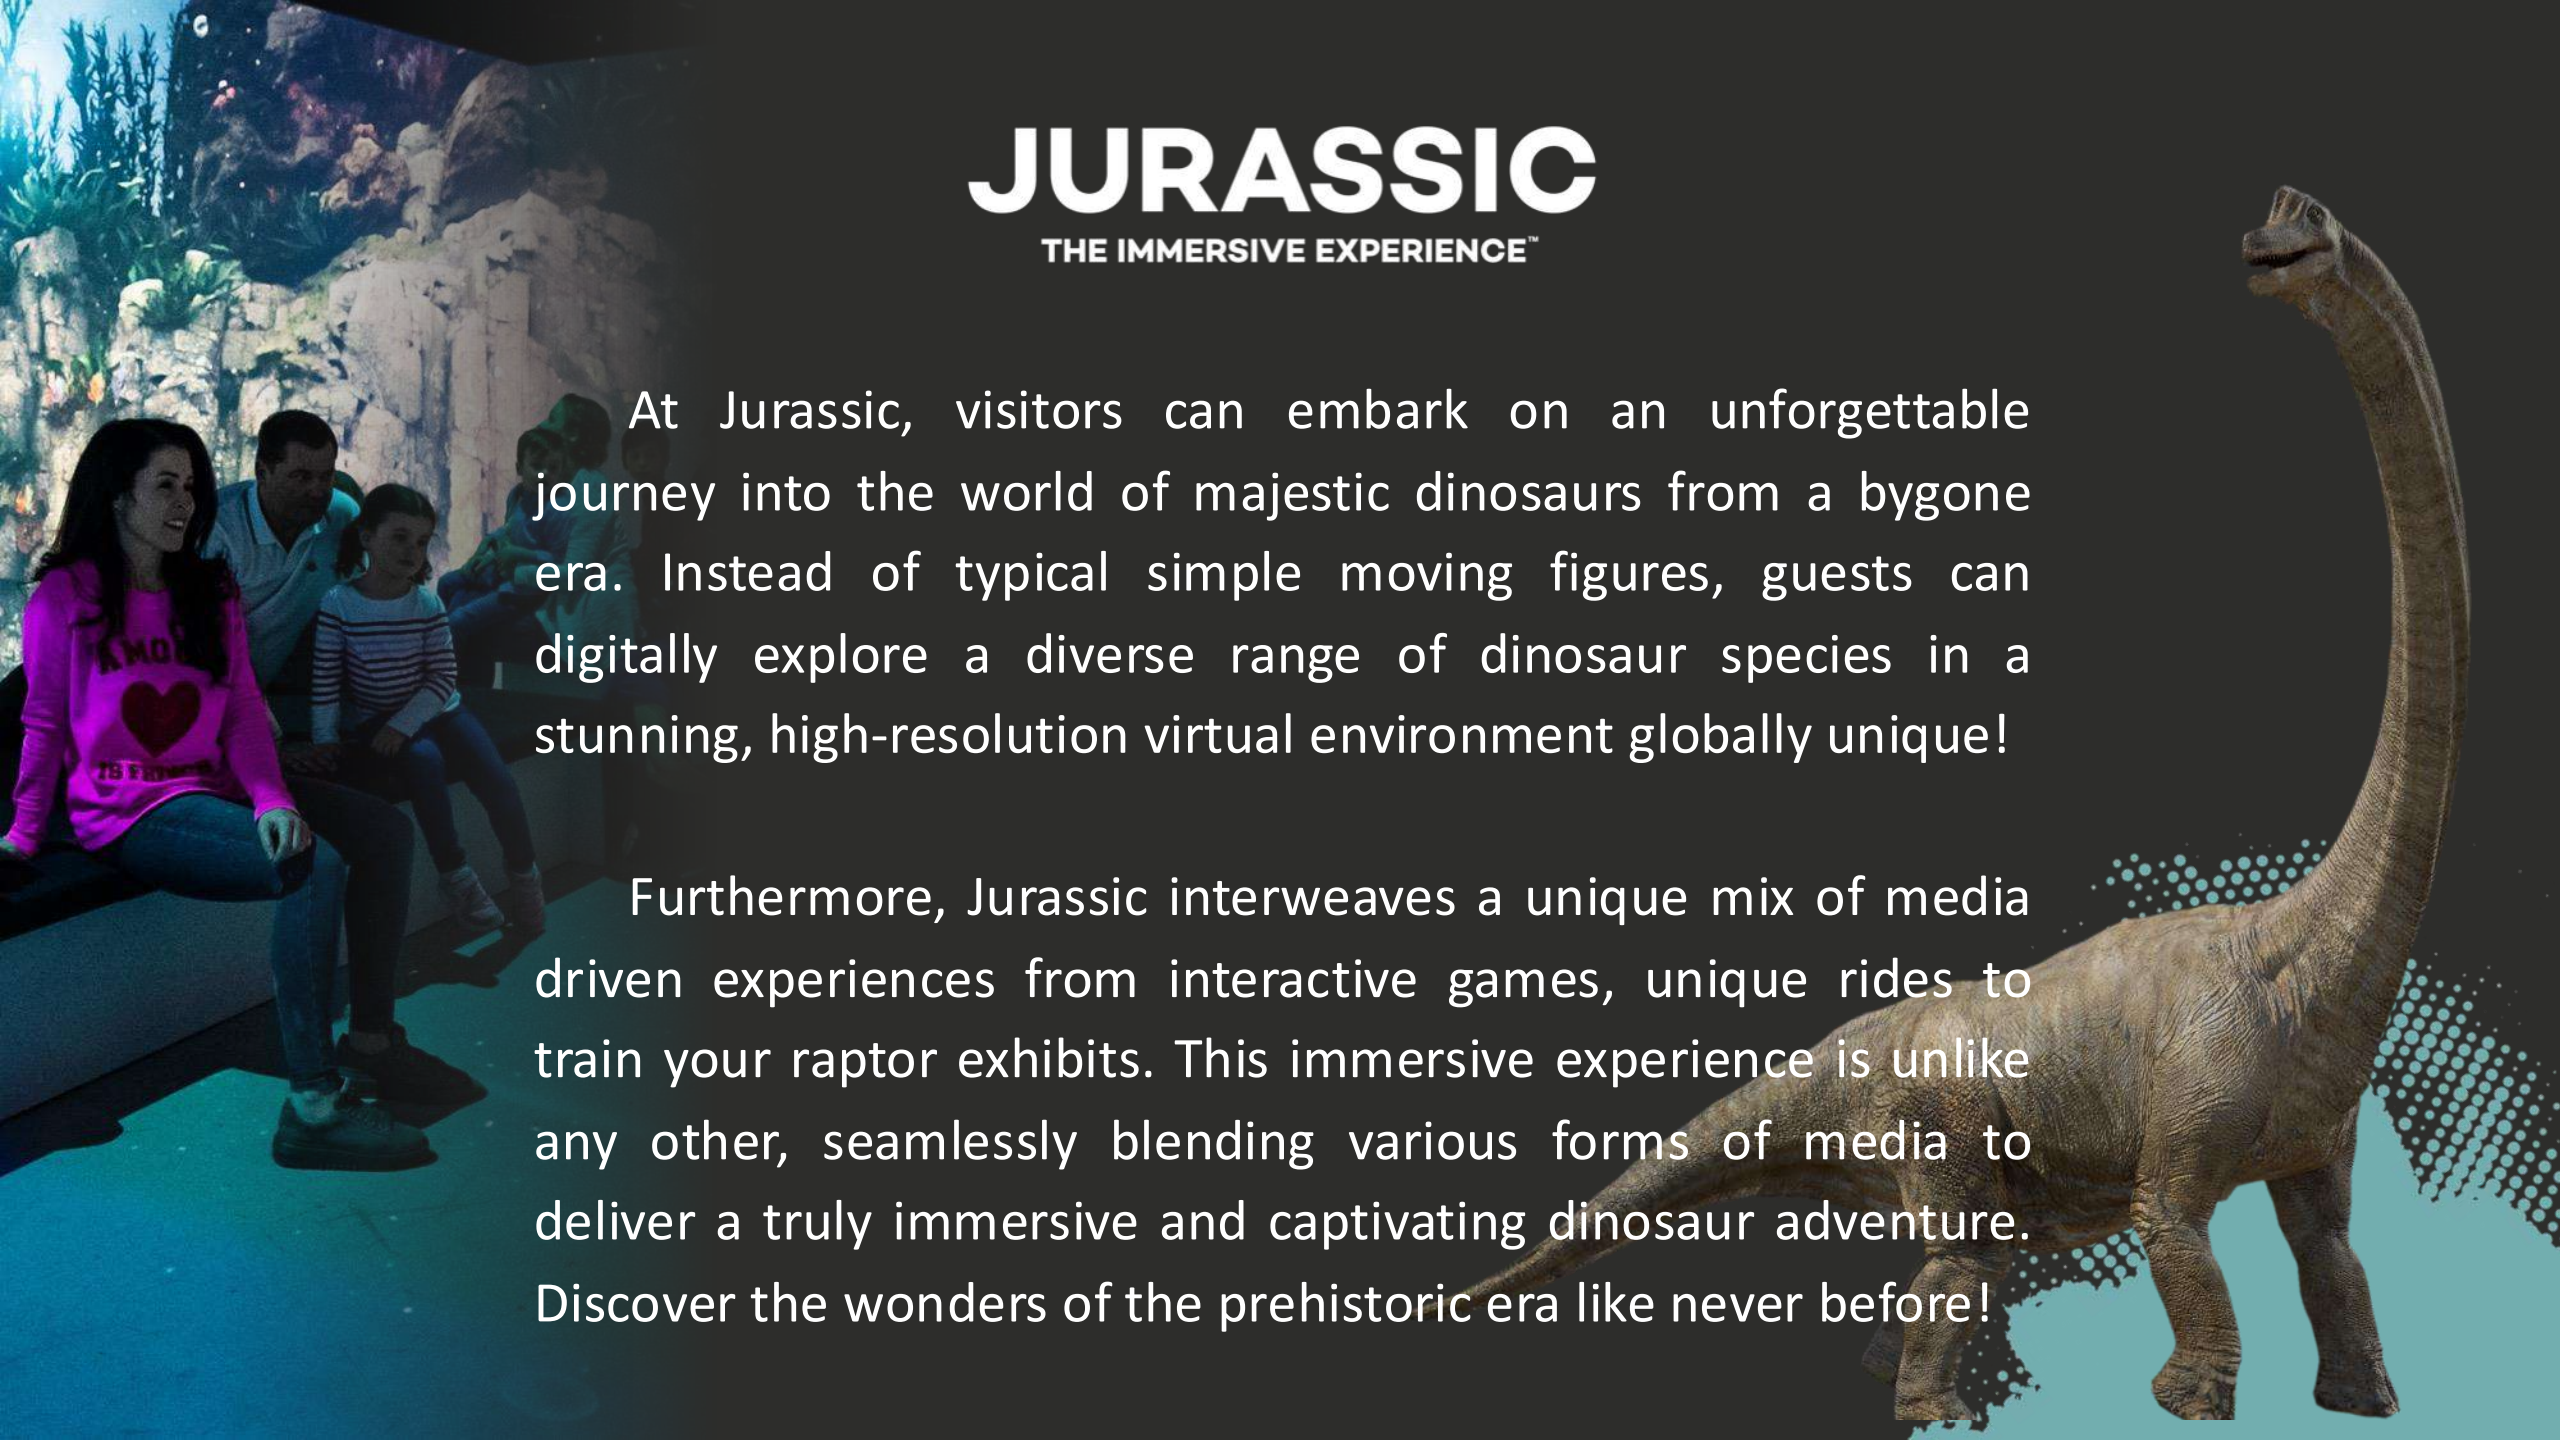 JURASSIC
THE IMMERSIVE EXPERIENCE™
At Jurassic, visitors can embark on an unforgettable
journey into the world of majestic dinosaurs from a bygone
era. Instead of typical simple moving figures, guests can
digitally explore a diverse range of dinosaur species in a
stunning, high-resolution virtual environment globally unique!
Furthermore, Jurassic interweaves a unique mix of media
driven experiences from interactive games, unique rides to
train your raptor exhibits. This immersive experience is unlike
any other, seamlessly blending various forms of media to
deliver a truly immersive and captivating dinosaur adventure.
Discover the wonders of the prehistoric era like never before!